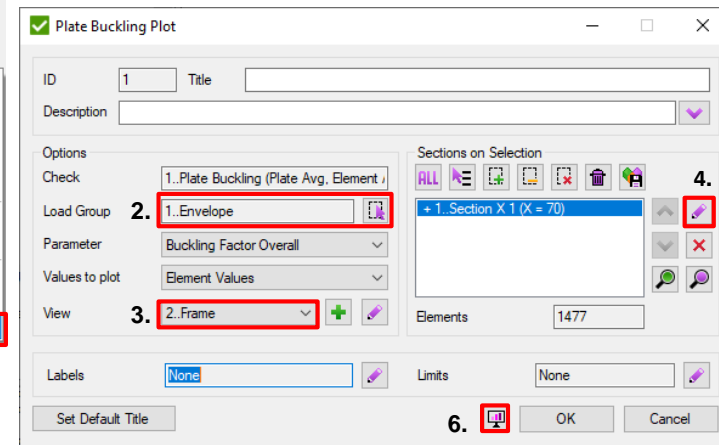 Plate Buckling Plot
ID 1 Title
Description
Options
Check 1..Plate Buckling (Plate Avg, Element
Load Group 2. 1..Envelope
Parameter Buckling Factor Overall
Values to plot Element Values
View 3. 2..Frame
Sections on Selection
ALL 4.
+ 1..Section X 1 (X = 70)
Elements 1477
Labels None Limits None
Set Default Title 6. OK Cancel